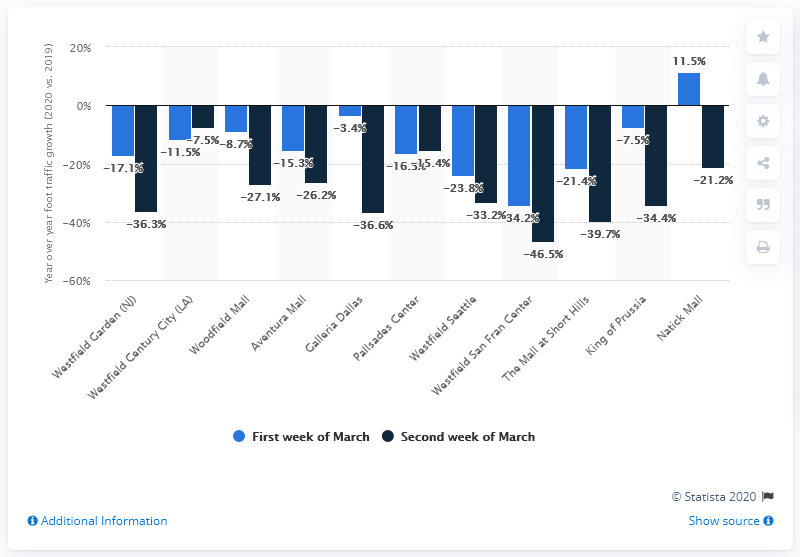 Year over year foot traffic growth (2020 vs. 2019)
20%
0%
−20%
−40%
−60%
−17.1%
−36.3%
−11.5%
−7.5%
−8.7%
−27.1%
−15.3%
−26.2%
−3.4%
−36.6%
−16.5%
−15.4%
−23.8%
−33.2%
−34.2%
−46.5%
−21.4%
−39.7%
−7.5%
−34.4%
11.5%
−21.2%
Westfield Garden (NJ)
Westfield Century City (LA)
Woodfield Mall
Aventura Mall
Galleria Dallas
Pallsades Center
Westfield Seattle
Westfield San Fran Center
The Mall at Short Hills
King of Prussia
Natick Mall
First week of March
Second week of March
© Statista 2020
Additional Information
Show source